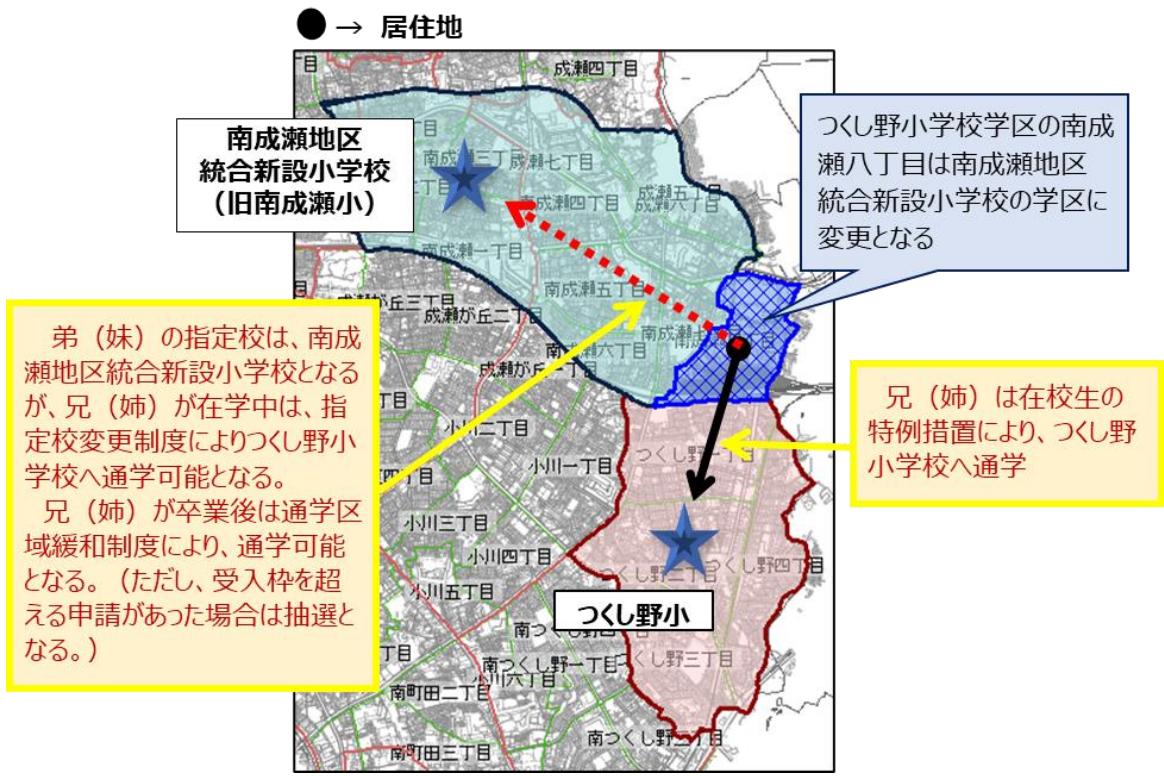 ● → 居住地
成瀬四丁目
南成瀬地区
統合新設小学校
（旧南成瀬小）
つくし野小学校学区の南成
瀬八丁目は南成瀬地区
統合新設小学校の学区に
変更となる
南成瀬三丁目
成瀬七丁目
成瀬五丁目
成瀬六丁目
南成瀬四丁目
南成瀬一丁目
南成瀬五丁目
成瀬が丘三丁目
成瀬が丘二丁目
南成瀬六丁目
成瀬が丘一丁目
弟（妹）の指定校は、南成
瀬地区統合新設小学校となる
が、兄（姉）が在学中は、指
定校変更制度によりつくし野小
学校へ通学可能となる。
兄（姉）が卒業後は通学区
域緩和制度により、通学可能
となる。（ただし、受入枠を超
える申請があった場合は抽選と
なる。）
兄（姉）は在校生の
特例措置により、つくし野
小学校へ通学
小川二丁目
小川一丁目
つくし野一丁目
小川三丁目
小川四丁目
小川五丁目
つくし野二丁目
つくし野四丁目
つくし野小
つくし野三丁目
南つくし野一丁目
小川六丁目
南町田二丁目
南町田三丁目